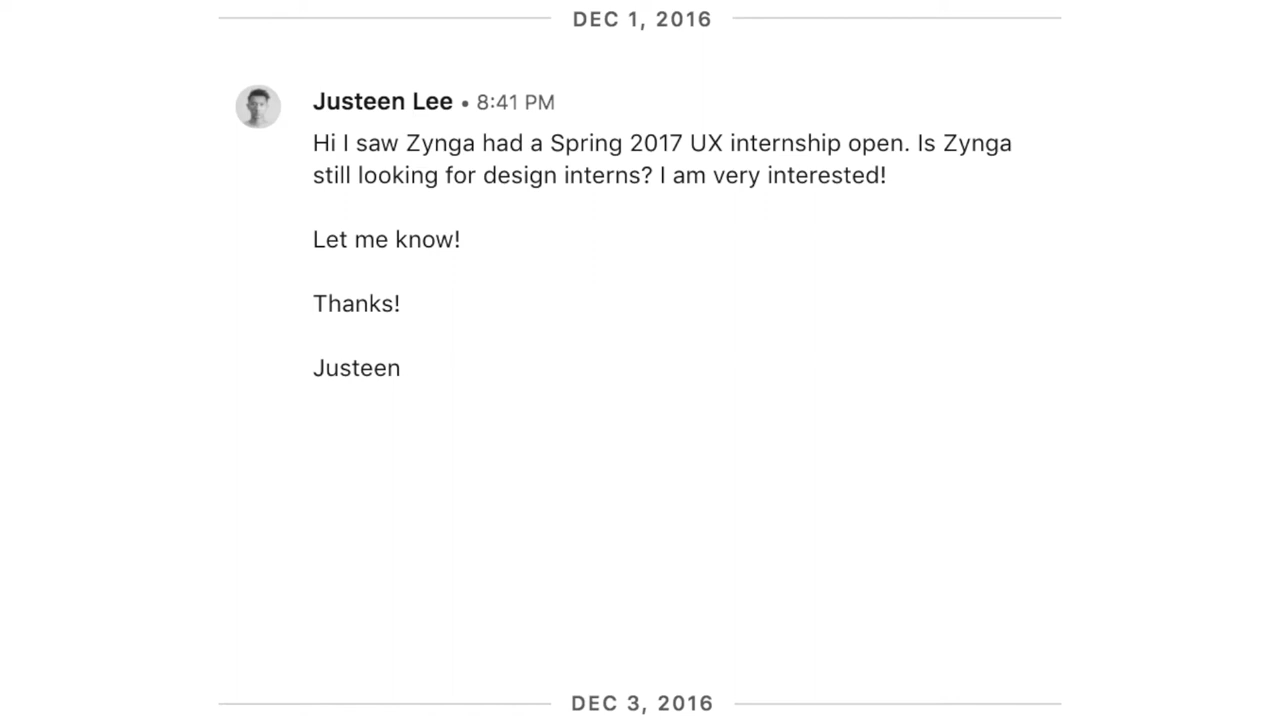 DEC 1, 2016
Justeen Lee • 8:41 PM
Hi I saw Zynga had a Spring 2017 UX internship open. Is Zynga
still looking for design interns? I am very interested!
Let me know!
Thanks!
Justeen
DEC 3, 2016